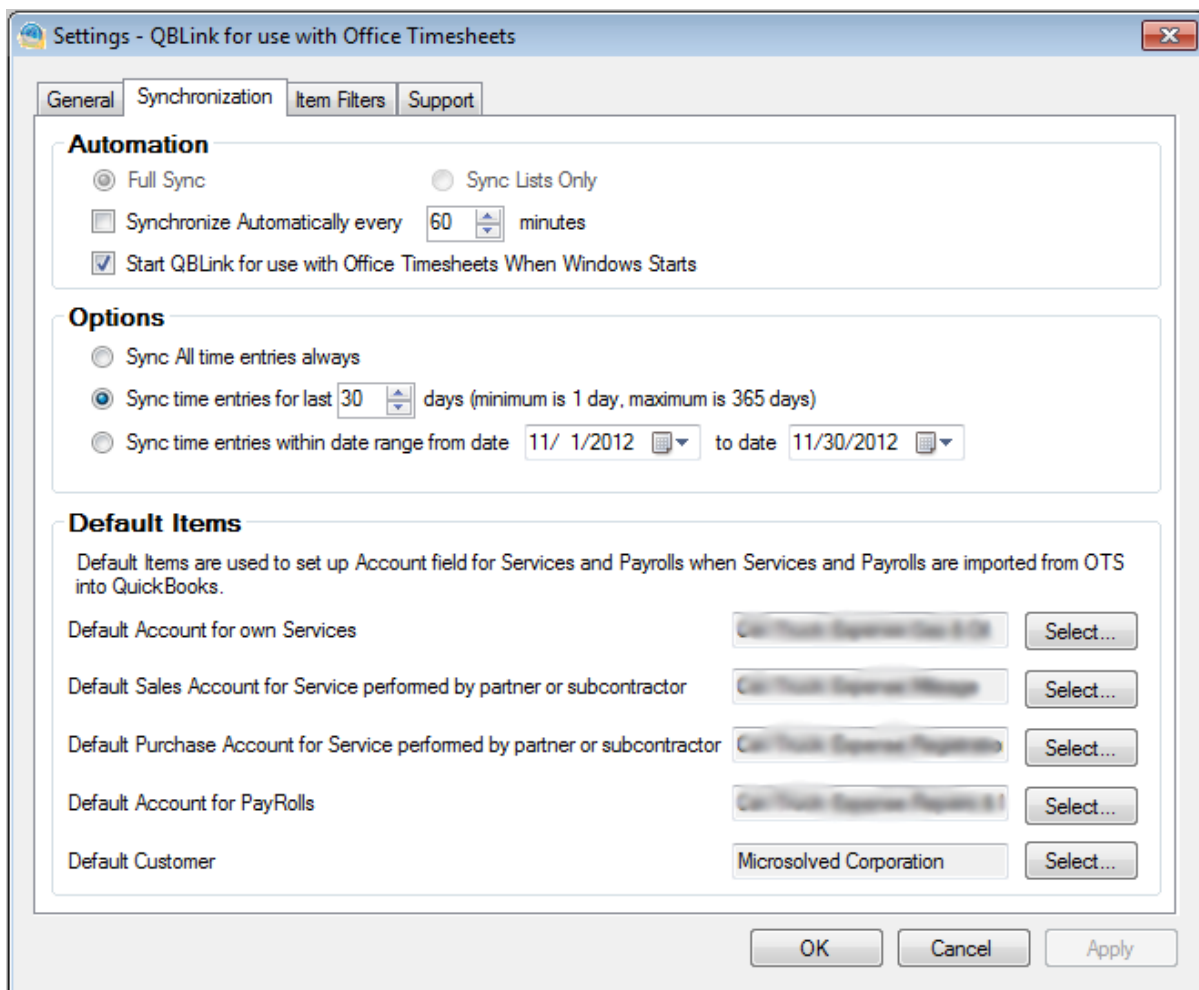 Settings - QBLink for use with Office Timesheets
General Synchronization Item Filters Support
Automation
Full Sync Sync Lists Only
Synchronize Automatically every 60 minutes
Start QBLink for use with Office Timesheets When Windows Starts
Options
Sync All time entries always
Sync time entries for last 30 days (minimum is 1 day, maximum is 365 days)
Sync time entries within date range from date 11/ 1/2012 to date 11/30/2012
Default Items
Default Items are used to set up Account field for Services and Payrolls when Services and Payrolls are imported from OTS
into QuickBooks.
Default Account for own Services Select...
Default Sales Account for Service performed by partner or subcontractor Select...
Default Purchase Account for Service performed by partner or subcontractor Select...
Default Account for PayRolls Select...
Default Customer Microsolved Corporation Select...
OK Cancel Apply